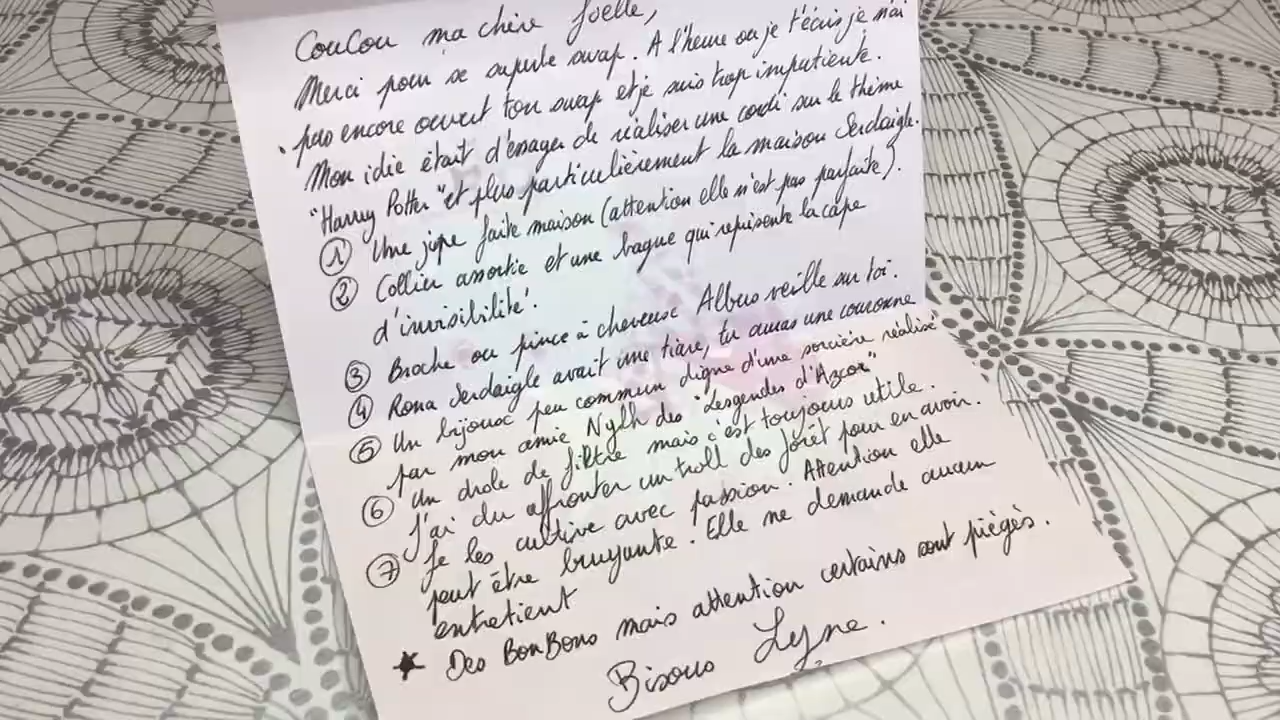 Coucou ma chère Joelle,
Merci pour se superbe swap. A l'heure ou je t'écris je n'ai
pas encore ouvert ton swap et je suis trop impatiente.
Mon idée était d'essayer de réaliser une cordi sur le thème
"Harry Potter" et plus particulièrement la maison Serdaigle.
① Une jupe faite maison (attention elle n'est pas parfaite).
② Collier assortie et une bague qui représente la cape
d'invisibilité.
③ Broche ou pince à cheveux Albus veille sur toi.
④ Rona Serdaigle avait une tiare, tu auras une couronne
⑤ Un bijoux peu commun digne d'une sorcière réalisé
par mon amie Nylh des "Lesgendes d'Azcor"
⑥ Un drole de filtre mais c'est toujours utile.
J'ai du affronter un troll des forêt pour en avoir.
⑦ Je les cultive avec passion. Attention elle
peut être bruyante. Elle ne demande aucun
entretient
★ Des BonBons mais attention certains sont piégés.
Bisous Lyne.